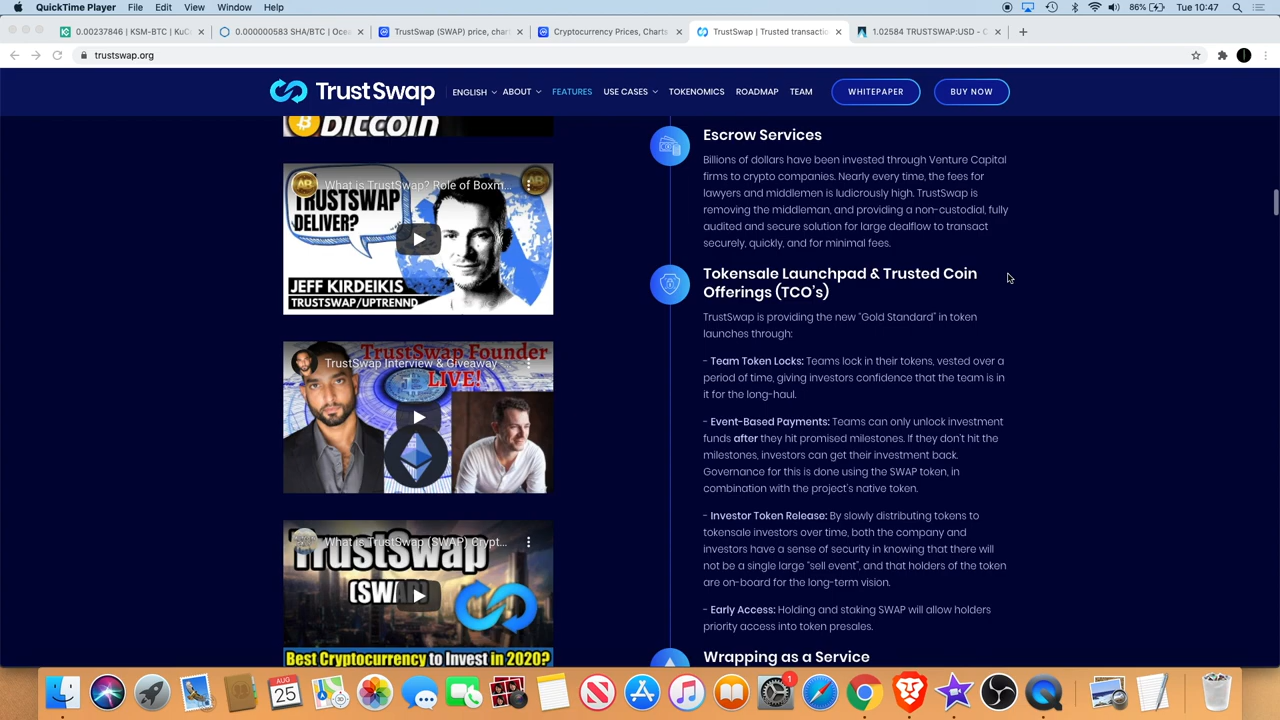 QuickTime Player File Edit View Window Help 86% Tue 10:47
0.00237846 | KSM-BTC | KuC
0.000000583 SHA/BTC | Ocea
TrustSwap (SWAP) price, chart
Cryptocurrency Prices, Charts
TrustSwap | Trusted transactio
1.02584 TRUSTSWAP:USD - C
trustswap.org
TrustSwap
ENGLISH ABOUT FEATURES USE CASES TOKENOMICS ROADMAP TEAM WHITEPAPER BUY NOW
bitcoin
What is TrustSwap? Role of Boxm...
TRUSTSWAP
DELIVER?
JEFF KIRDEIKIS
TRUSTSWAP/UPTRENND
TrustSwap Interview & Giveaway
TrustSwap Founder
LIVE!
What is TrustSwap (SWAP) Crypt...
TrustSwap
Best Cryptocurrency to Invest in 2020?
Escrow Services
Billions of dollars have been invested through Venture Capital
firms to crypto companies. Nearly every time, the fees for
lawyers and middlemen is ludicrously high. TrustSwap is
removing the middleman, and providing a non-custodial, fully
audited and secure solution for large dealflow to transact
securely, quickly, and for minimal fees.
Tokensale Launchpad & Trusted Coin
Offerings (TCO's)
TrustSwap is providing the new "Gold Standard" in token
launches through:
- Team Token Locks: Teams lock in their tokens, vested over a
period of time, giving investors confidence that the team is in
it for the long-haul.
- Event-Based Payments: Teams can only unlock investment
funds after they hit promised milestones. If they don't hit the
milestones, investors can get their investment back.
Governance for this is done using the SWAP token, in
combination with the project's native token.
- Investor Token Release: By slowly distributing tokens to
tokensale investors over time, both the company and
investors have a sense of security in knowing that there will
not be a single large "sell event", and that holders of the token
are on-board for the long-term vision.
- Early Access: Holding and staking SWAP will allow holders
priority access into token presales.
Wrapping as a Service
AUG
25
1